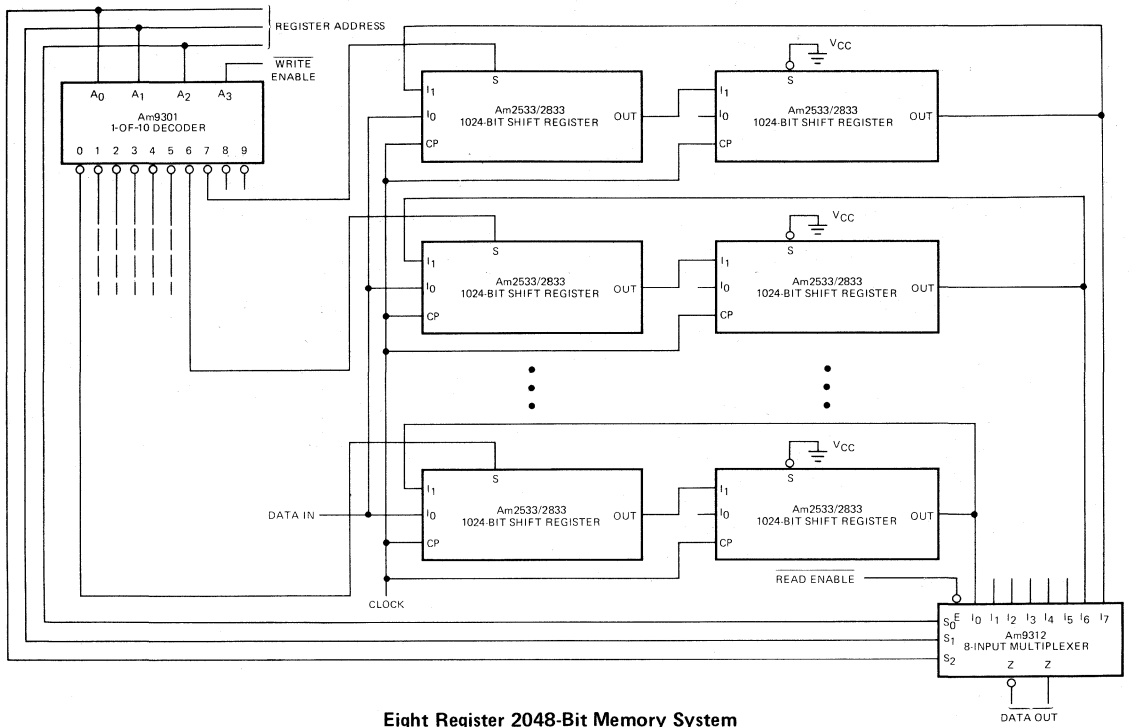 REGISTER ADDRESS
WRITE
ENABLE
A0 A1 A2 A3
Am9301
1-OF-10 DECODER
0 1 2 3 4 5 6 7 8 9
VCC
S
S
I1
I0
CP
Am2533/2833
1024-BIT SHIFT REGISTER
OUT
I1
I0
CP
Am2533/2833
1024-BIT SHIFT REGISTER
OUT
VCC
S
S
I1
I0
CP
Am2533/2833
1024-BIT SHIFT REGISTER
OUT
I1
I0
CP
Am2533/2833
1024-BIT SHIFT REGISTER
OUT
VCC
S
S
DATA IN
I1
I0
CP
Am2533/2833
1024-BIT SHIFT REGISTER
OUT
I1
I0
CP
Am2533/2833
1024-BIT SHIFT REGISTER
OUT
CLOCK
READ ENABLE
E I0 I1 I2 I3 I4 I5 I6 I7
S0
S1
S2
Am9312
8-INPUT MULTIPLEXER
Z Z
DATA OUT
Eight Register 2048-Bit Memory System